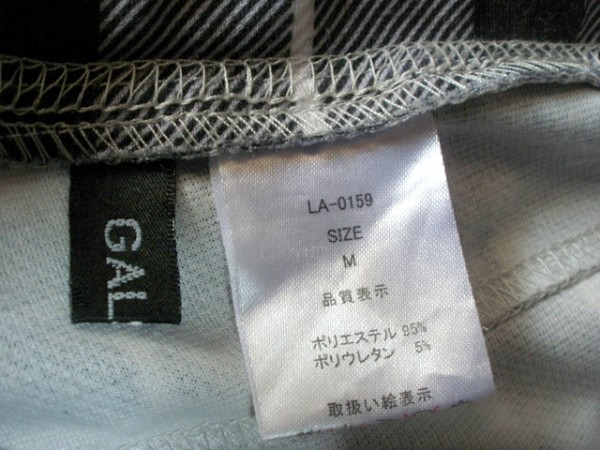 GAL
LA-0159
SIZE
M
品質表示
ポリエステル 95%
ポリウレタン 5%
取扱い絵表示